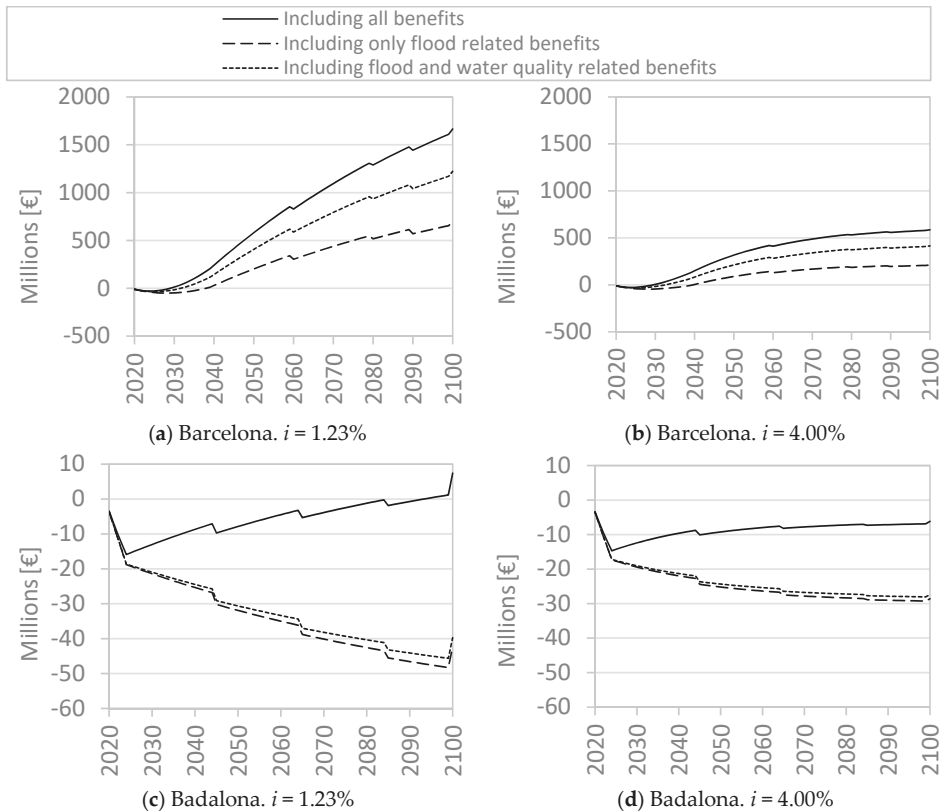 Including all benefits
Including only flood related benefits
Including flood and water quality related benefits
Millions [€]
2000
1500
1000
500
0
-500
2020 2030 2040 2050 2060 2070 2080 2090 2100
(a) Barcelona. i = 1.23%
Millions [€]
2000
1500
1000
500
0
-500
2020 2030 2040 2050 2060 2070 2080 2090 2100
(b) Barcelona. i = 4.00%
Millions [€]
10
0
-10
-20
-30
-40
-50
-60
2020 2030 2040 2050 2060 2070 2080 2090 2100
(c) Badalona. i = 1.23%
Millions [€]
10
0
-10
-20
-30
-40
-50
-60
2020 2030 2040 2050 2060 2070 2080 2090 2100
(d) Badalona. i = 4.00%